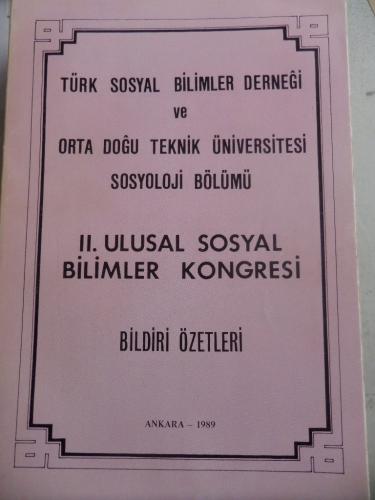 TÜRK SOSYAL BİLİMLER DERNEĞİ
ve
ORTA DOĞU TEKNİK ÜNİVERSİTESİ
SOSYOLOJİ BÖLÜMÜ
II. ULUSAL SOSYAL
BİLİMLER KONGRESİ
BİLDİRİ ÖZETLERİ
ANKARA – 1989